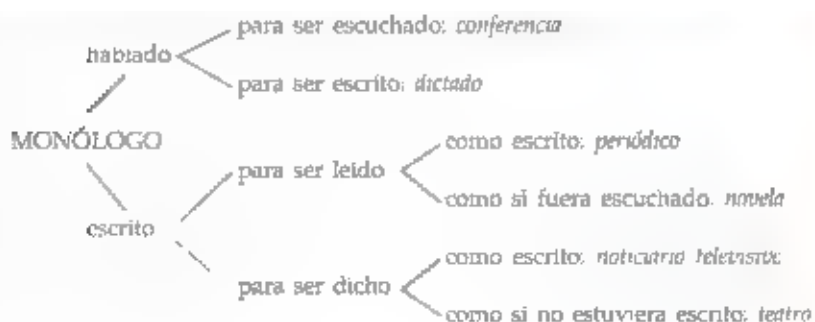 para ser escuchado: conferencia
hablado
para ser escrito: dictado
MONÓLOGO
como escrito: periódico
para ser leído
como si fuera escuchado: novela
escrito
como escrito: noticiario
para ser dicho
como si no estuviera escrito: teatro